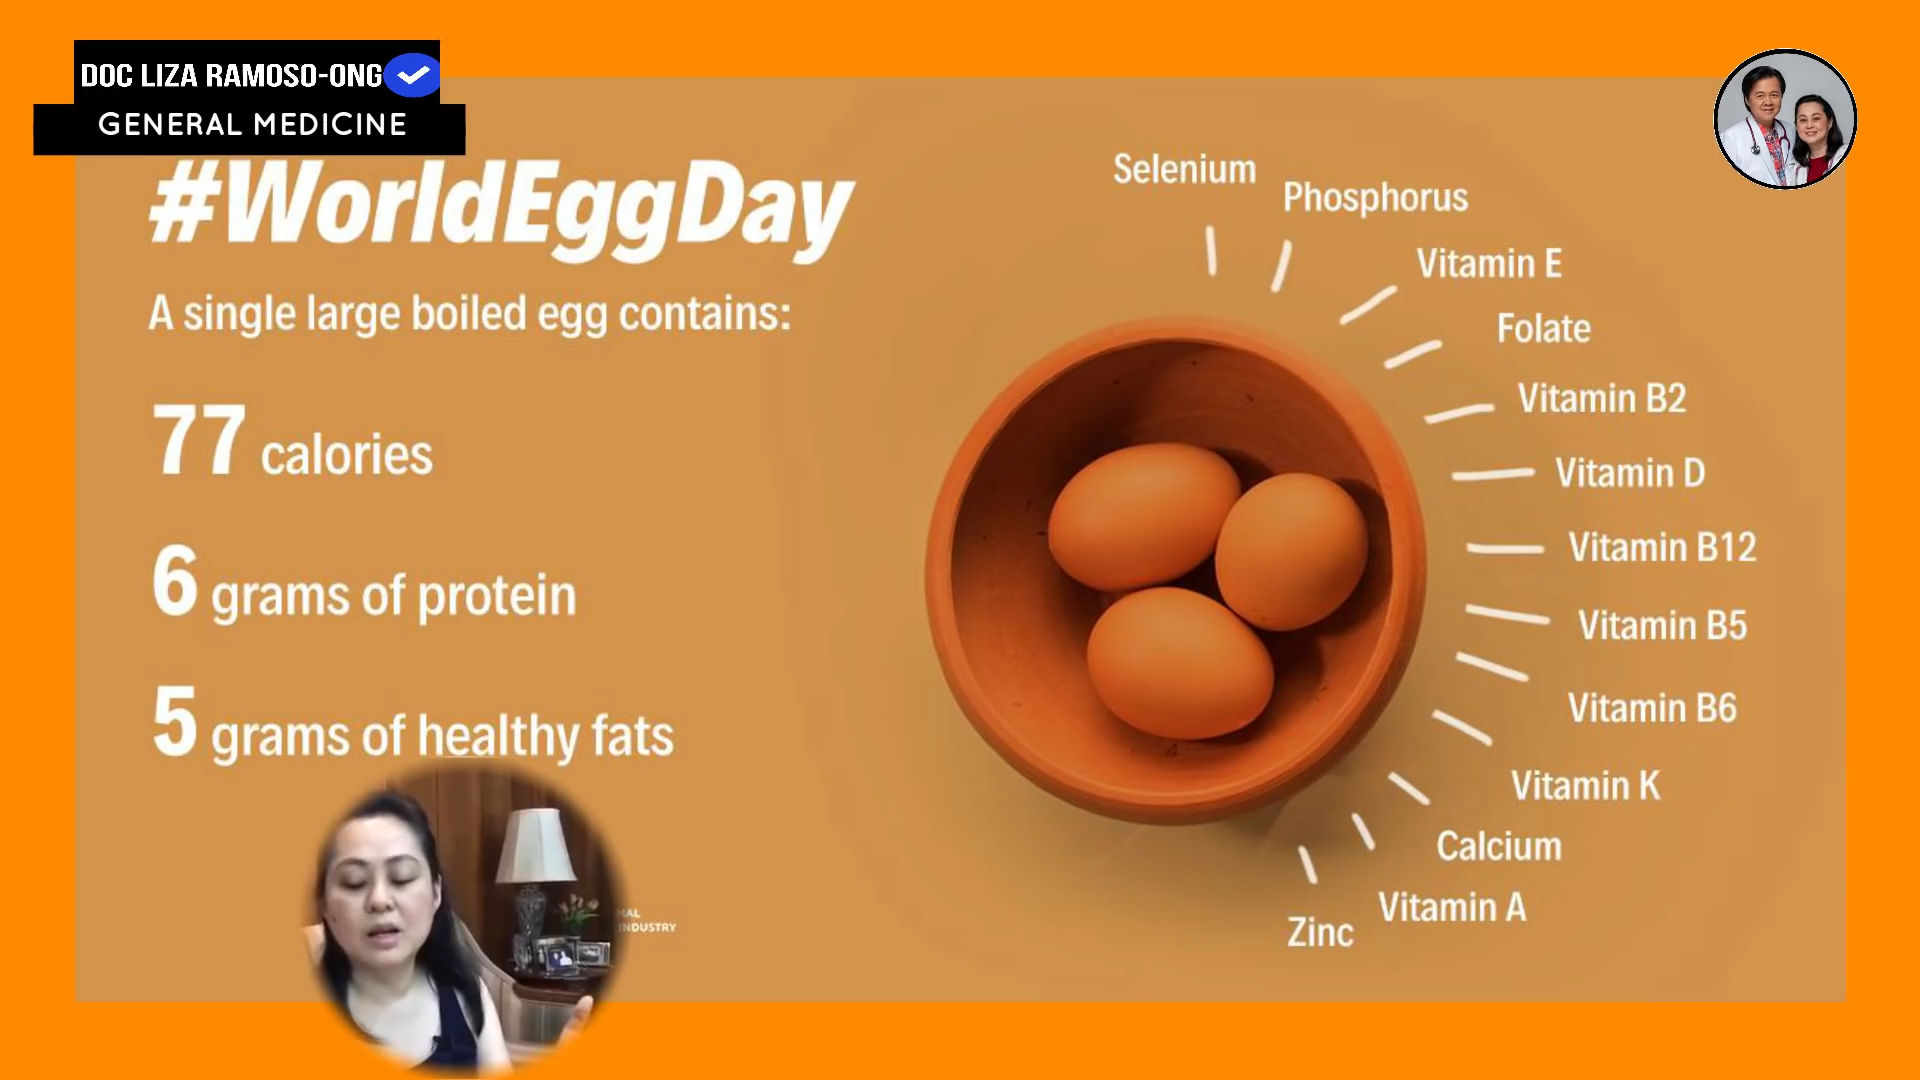 DOC LIZA RAMOSO-ONG
GENERAL MEDICINE
#WorldEggDay
A single large boiled egg contains:
77 calories
6 grams of protein
5 grams of healthy fats
INDUSTRY
Selenium
Phosphorus
Vitamin E
Folate
Vitamin B2
Vitamin D
Vitamin B12
Vitamin B5
Vitamin B6
Vitamin K
Calcium
Vitamin A
Zinc